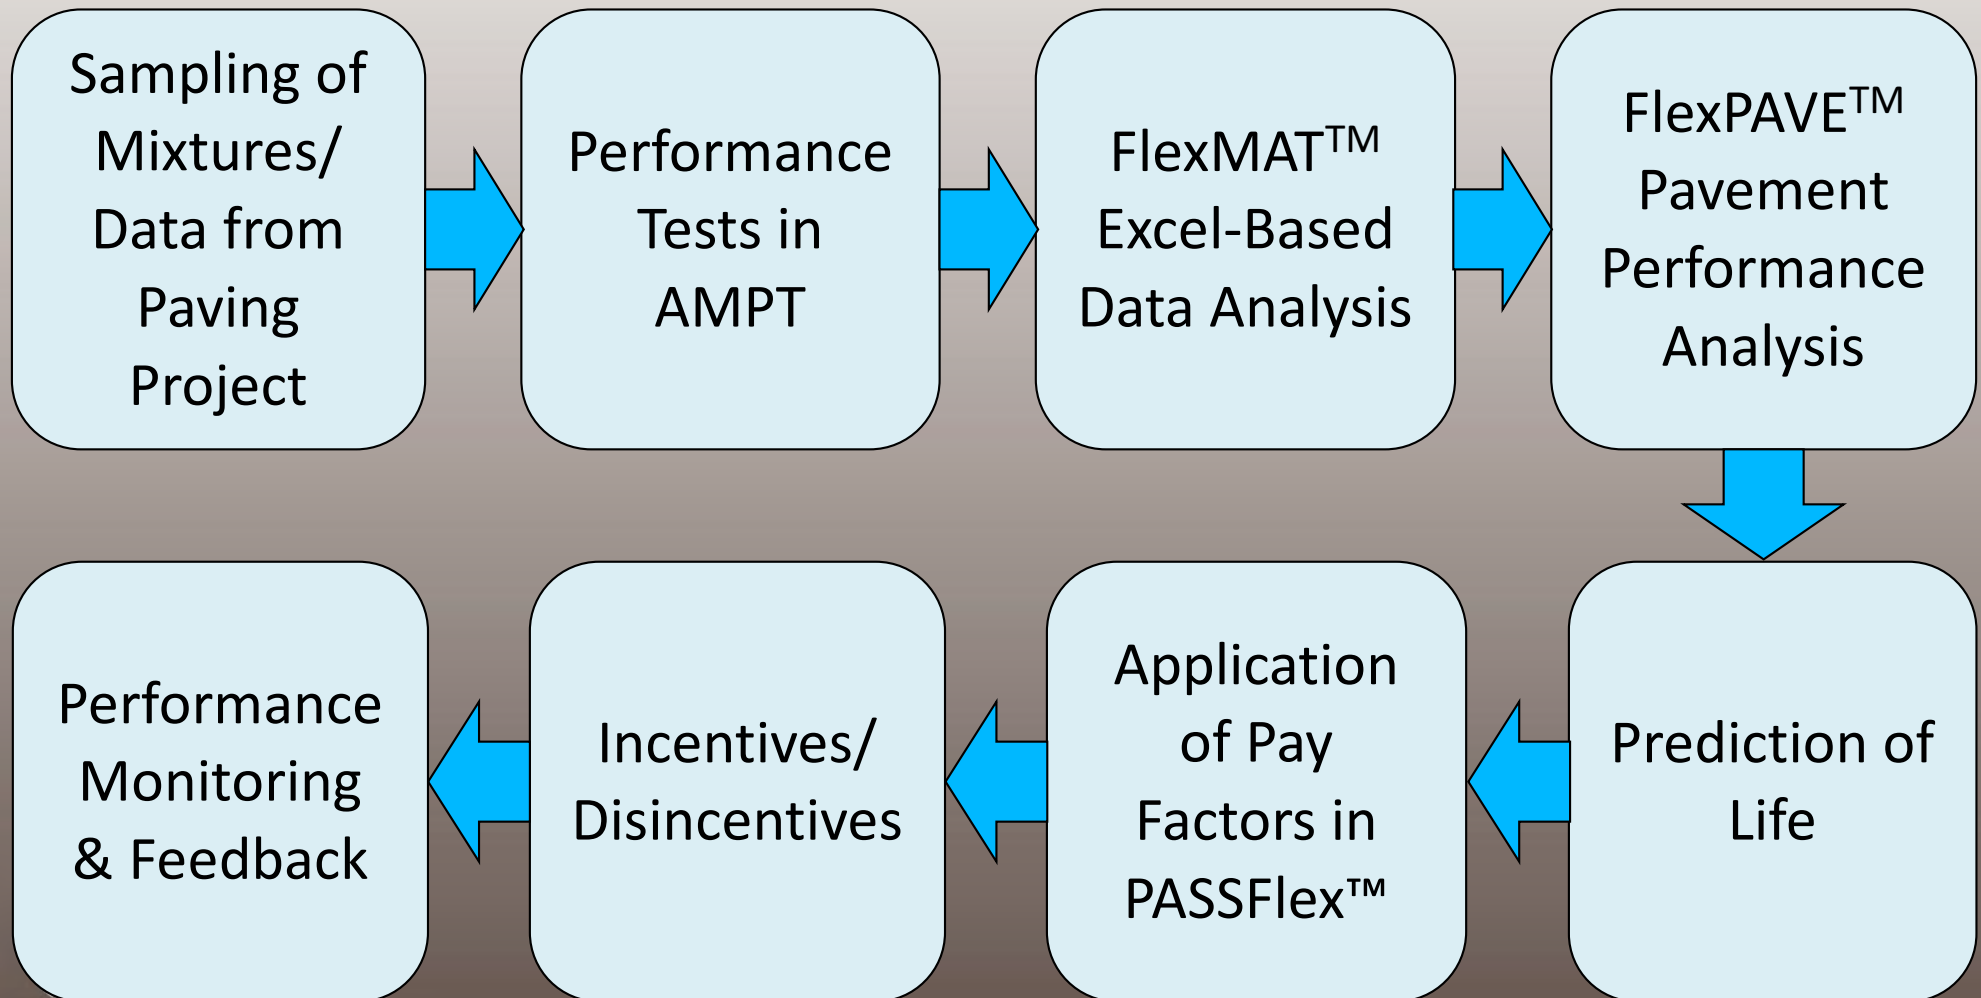 Sampling of
Mixtures/
Data from
Paving
Project
Performance
Tests in
AMPT
FlexMAT™
Excel-Based
Data Analysis
FlexPAVE™
Pavement
Performance
Analysis
Prediction of
Life
Application
of Pay
Factors in
PASSFlex™
Incentives/
Disincentives
Performance
Monitoring
& Feedback